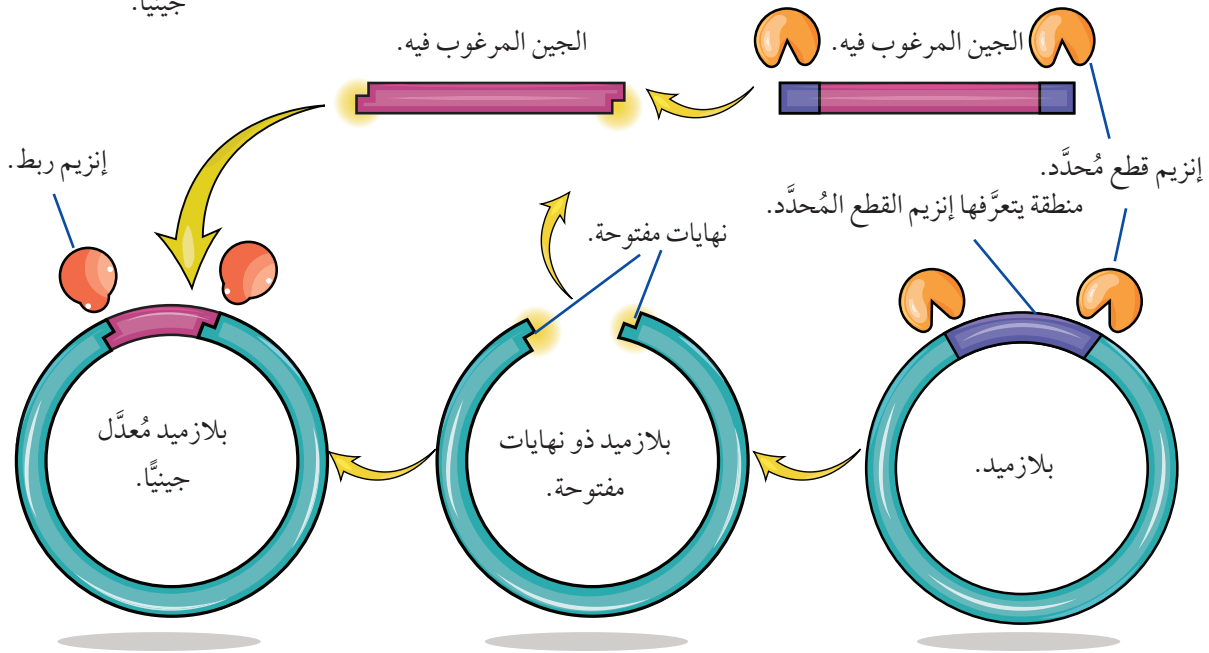 جينيًّا.
الجين المرغوب فيه.
الجين المرغوب فيه.
إنزيم قطع مُحدَّد.
منطقة يتعرَّفها إنزيم القطع المُحدَّد.
نهايات مفتوحة.
إنزيم ربط.
بلازميد.
بلازميد ذو نهايات
مفتوحة.
بلازميد مُعدَّل
جينيًّا.